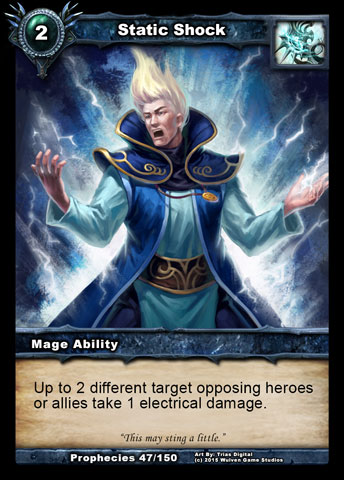 2
Static Shock
Mage Ability
Up to 2 different target opposing heroes
or allies take 1 electrical damage.
"This may sting a little."
Prophecies 47/150
Art By: Trias Digital
(c) 2015 Wulven Game Studios